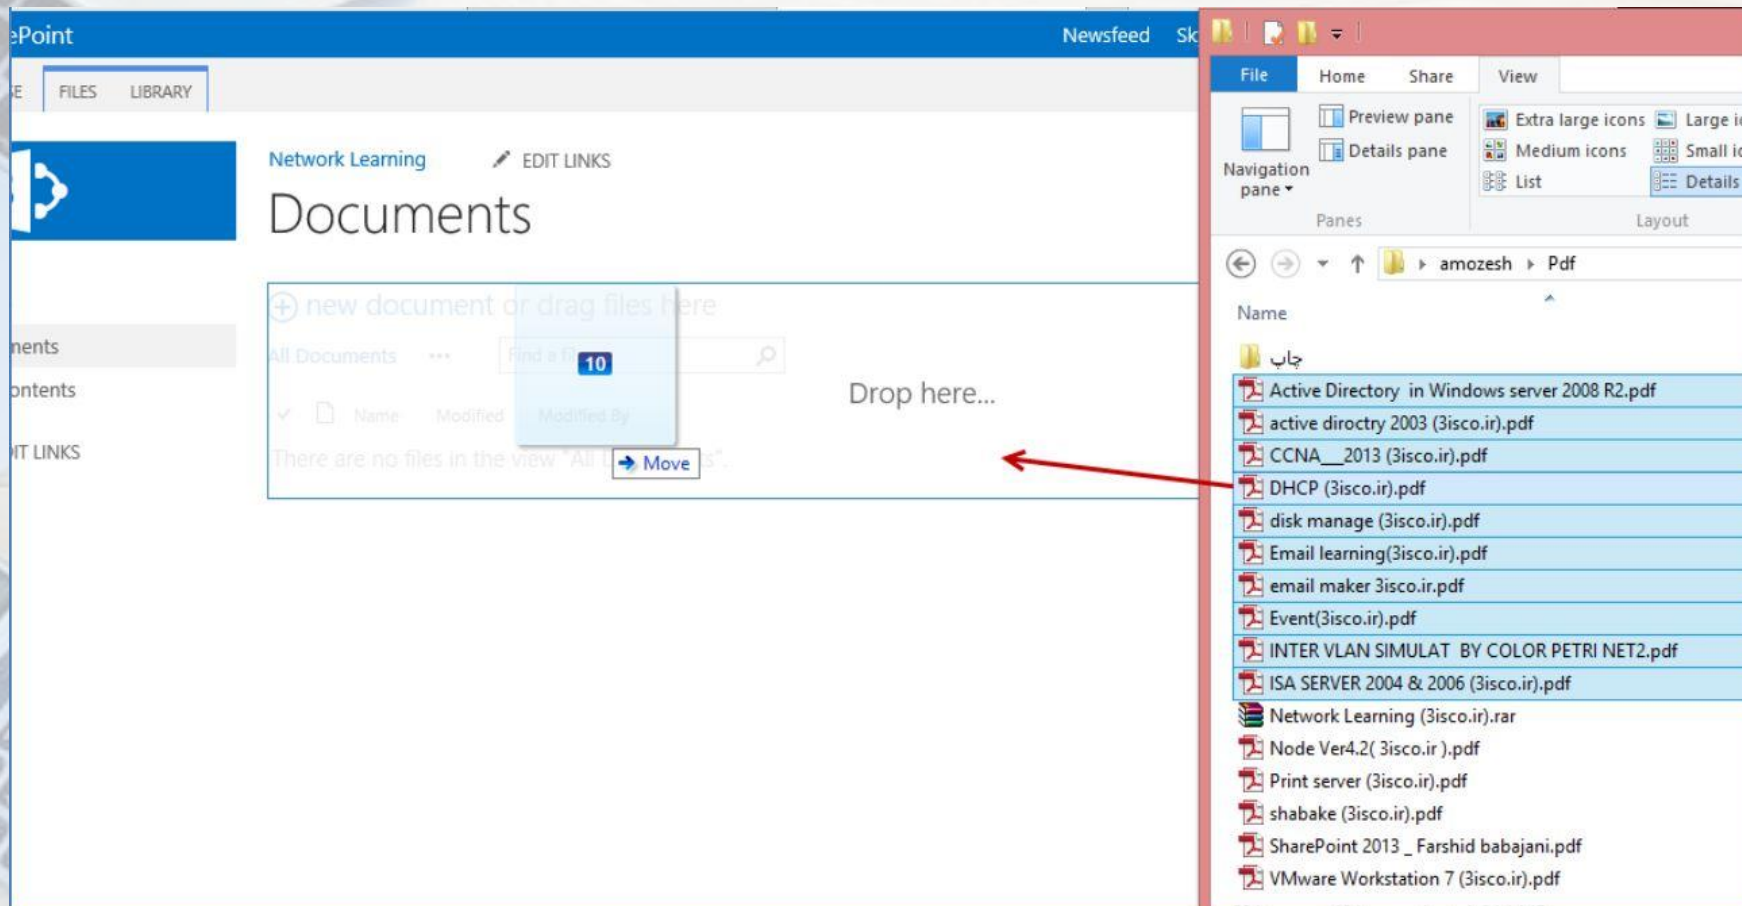 ePoint
Newsfeed Sk
E FILES LIBRARY
Network Learning EDIT LINKS
Documents
new document or drag files here
All Documents ... Find a fi
10
Drop here...
Name Modified Modified By
There are no files in the view "All D ts".
Move
ments
ontents
IT LINKS
File Home Share View
Preview pane
Details pane
Navigation
pane
Panes
Extra large icons Large ic
Medium icons Small ic
List Details
Layout
amozesh Pdf
Name
چاپ
Active Directory in Windows server 2008 R2.pdf
active diroctry 2003 (3isco.ir).pdf
CCNA__2013 (3isco.ir).pdf
DHCP (3isco.ir).pdf
disk manage (3isco.ir).pdf
Email learning(3isco.ir).pdf
email maker 3isco.ir.pdf
Event(3isco.ir).pdf
INTER VLAN SIMULAT BY COLOR PETRI NET2.pdf
ISA SERVER 2004 & 2006 (3isco.ir).pdf
Network Learning (3isco.ir).rar
Node Ver4.2( 3isco.ir ).pdf
Print server (3isco.ir).pdf
shabake (3isco.ir).pdf
SharePoint 2013 _ Farshid babajani.pdf
VMware Workstation 7 (3isco.ir).pdf